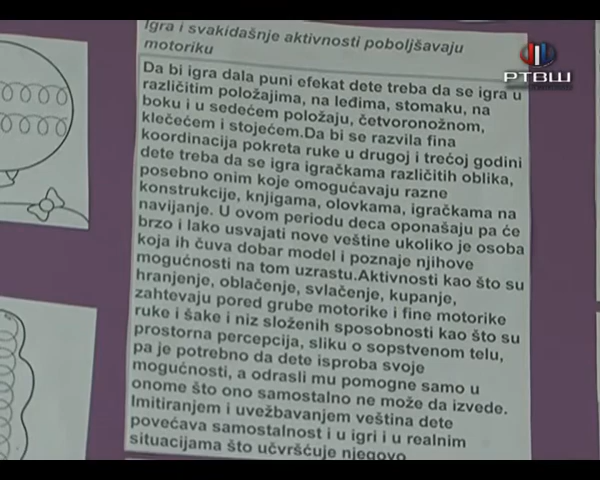 Igra i svakidašnje aktivnosti poboljšavaju
motoriku
Da bi igra dala puni efekat dete treba da se igra u
različitim položajima, na leđima, stomaku, na
boku i u sedećem položaju, četvoronožnom,
klečećem i stojećem.Da bi se razvila fina
koordinacija pokreta ruke u drugoj i trećoj godini
dete treba da se igra igračkama različitih oblika,
posebno onim koje omogućavaju razne
konstrukcije, knjigama, olovkama, igračkama na
navijanje. U ovom periodu deca oponašaju pa će
brzo i lako usvajati nove veštine ukoliko je osoba
koja ih čuva dobar model i poznaje njihove
mogućnosti na tom uzrastu.Aktivnosti kao što su
hranjenje, oblačenje, svlačenje, kupanje,
zahtevaju pored grube motorike i fine motorike
ruke i šake i niz složenih sposobnosti kao što su
prostorna percepcija, sliku o sopstvenom telu,
pa je potrebno da dete isproba svoje
mogućnosti, a odrasli mu pomogne samo u
onome što ono samostalno ne može da izvede.
Imitiranjem i uvežbavanjem veština dete
povećava samostalnost i u igri i u realnim
situacijama što učvršćuje njegovo
РТВШ